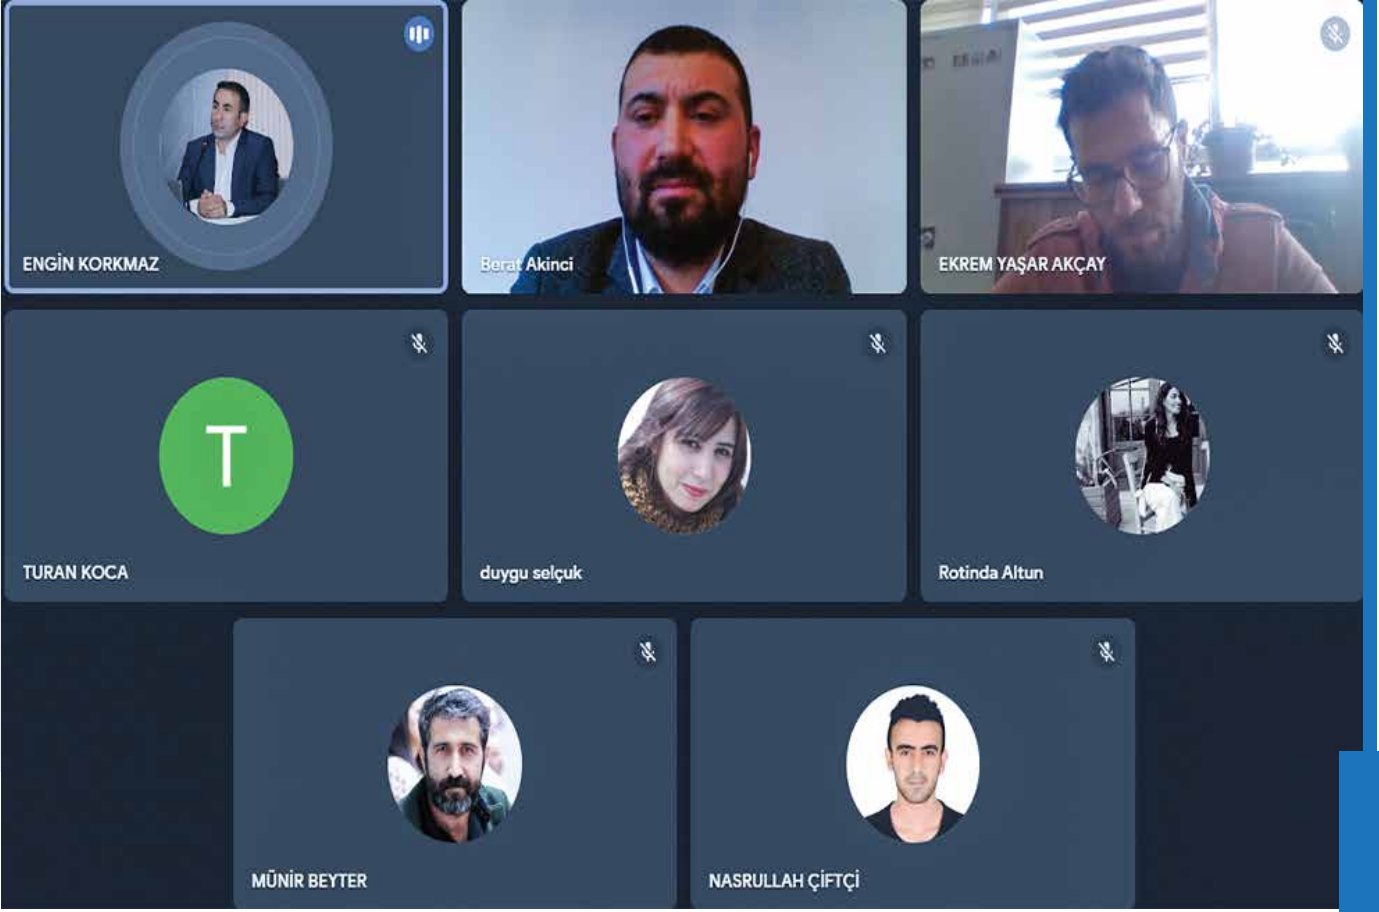 ENGİN KORKMAZ
Berat Akinci
EKREM YAŞAR AKÇAY
T
TURAN KOCA
duygu selçuk
Rotinda Altun
MÜNİR BEYTER
NASRULLAH ÇİFTÇİ